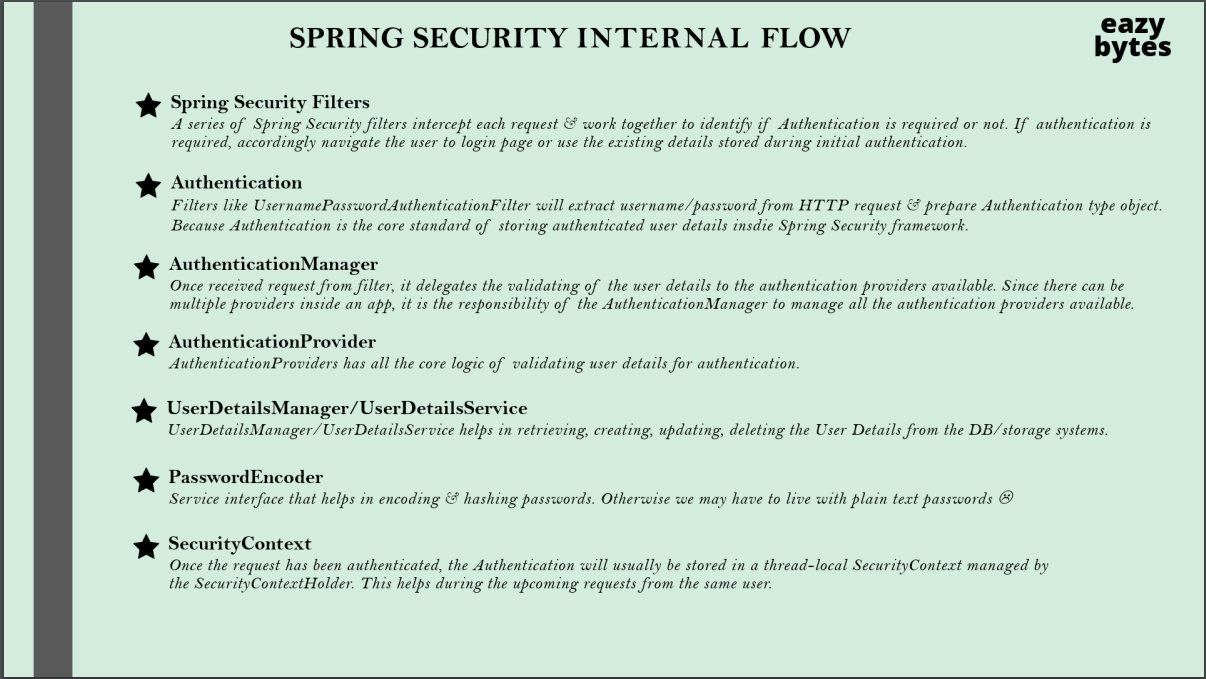 SPRING SECURITY INTERNAL FLOW
eazy
bytes
Spring Security Filters
A series of Spring Security filters intercept each request & work together to identify if Authentication is required or not. If authentication is
required, accordingly navigate the user to login page or use the existing details stored during initial authentication.
Authentication
Filters like UsernamePasswordAuthenticationFilter will extract username/password from HTTP request & prepare Authentication type object.
Because Authentication is the core standard of storing authenticated user details insdie Spring Security framework.
AuthenticationManager
Once received request from filter, it delegates the validating of the user details to the authentication providers available. Since there can be
multiple providers inside an app, it is the responsibility of the AuthenticationManager to manage all the authentication providers available.
AuthenticationProvider
AuthenticationProviders has all the core logic of validating user details for authentication.
UserDetailsManager/UserDetailsService
UserDetailsManager/UserDetailsService helps in retrieving, creating, updating, deleting the User Details from the DB/storage systems.
PasswordEncoder
Service interface that helps in encoding & hashing passwords. Otherwise we may have to live with plain text passwords ☹
SecurityContext
Once the request has been authenticated, the Authentication will usually be stored in a thread-local SecurityContext managed by
the SecurityContextHolder. This helps during the upcoming requests from the same user.